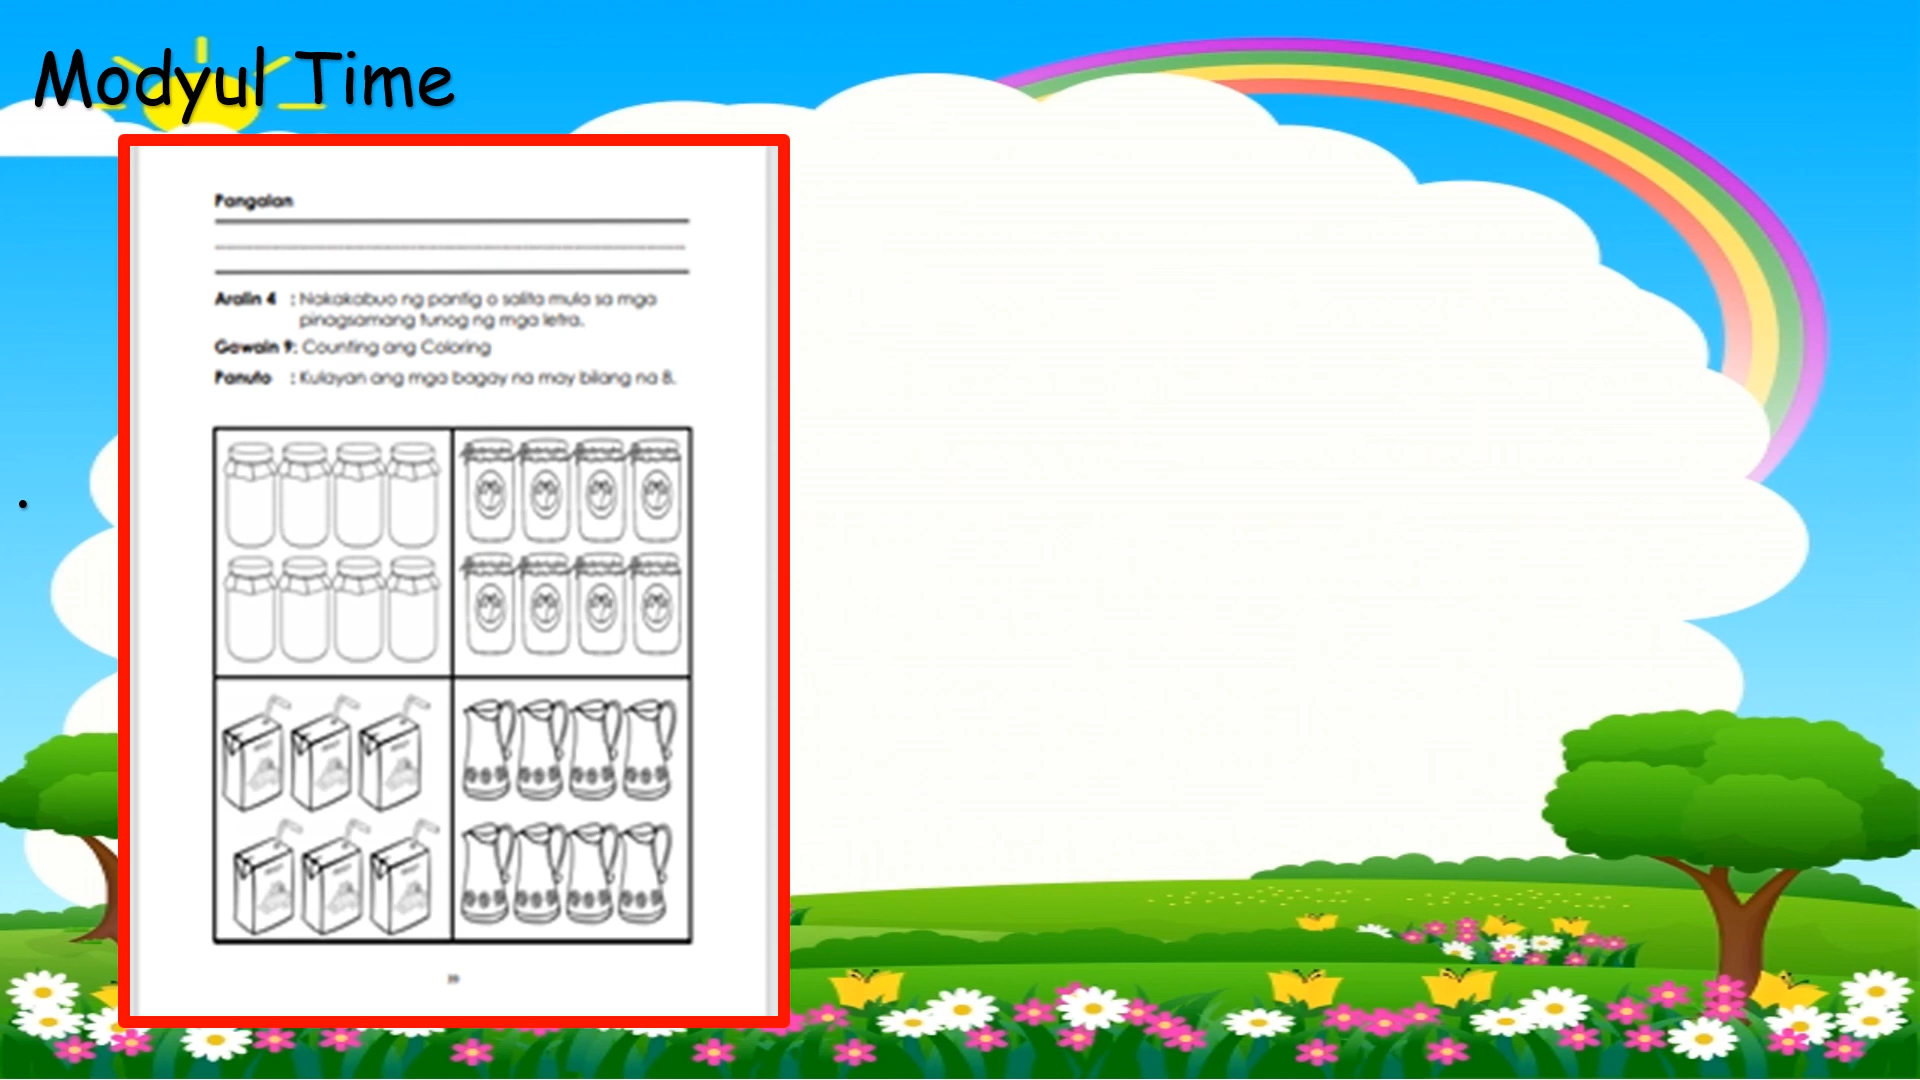 Modyul Time
Pangalan
Aralin 4 : Nakakabuo ng pantig o salita mula sa mga
pinagsamang tunog ng mga letra.
Gawain 9: Counting ang Coloring
Panuto : Kulayan ang mga bagay na may bilang na 8.